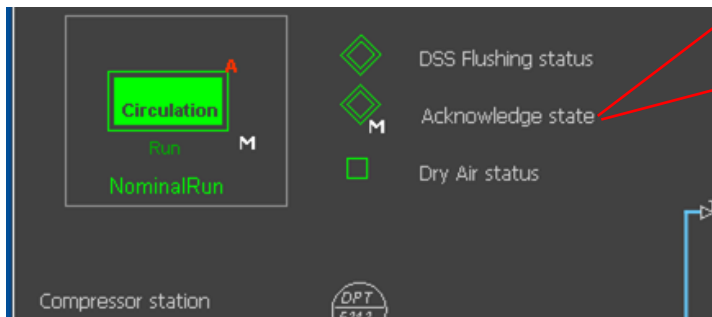 A
Circulation
Run
M
NominalRun
DSS Flushing status
Acknowledge state
M
Dry Air status
Compressor station
DPT